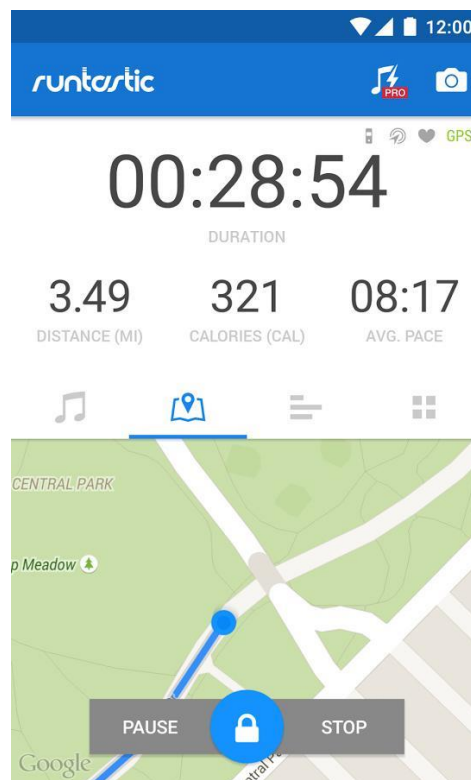 12:00
runtastic
PRO
GPS
00:28:54
DURATION
3.49 321 08:17
DISTANCE (MI) CALORIES (CAL) AVG. PACE
CENTRAL PARK
p Meadow
PAUSE STOP
Google